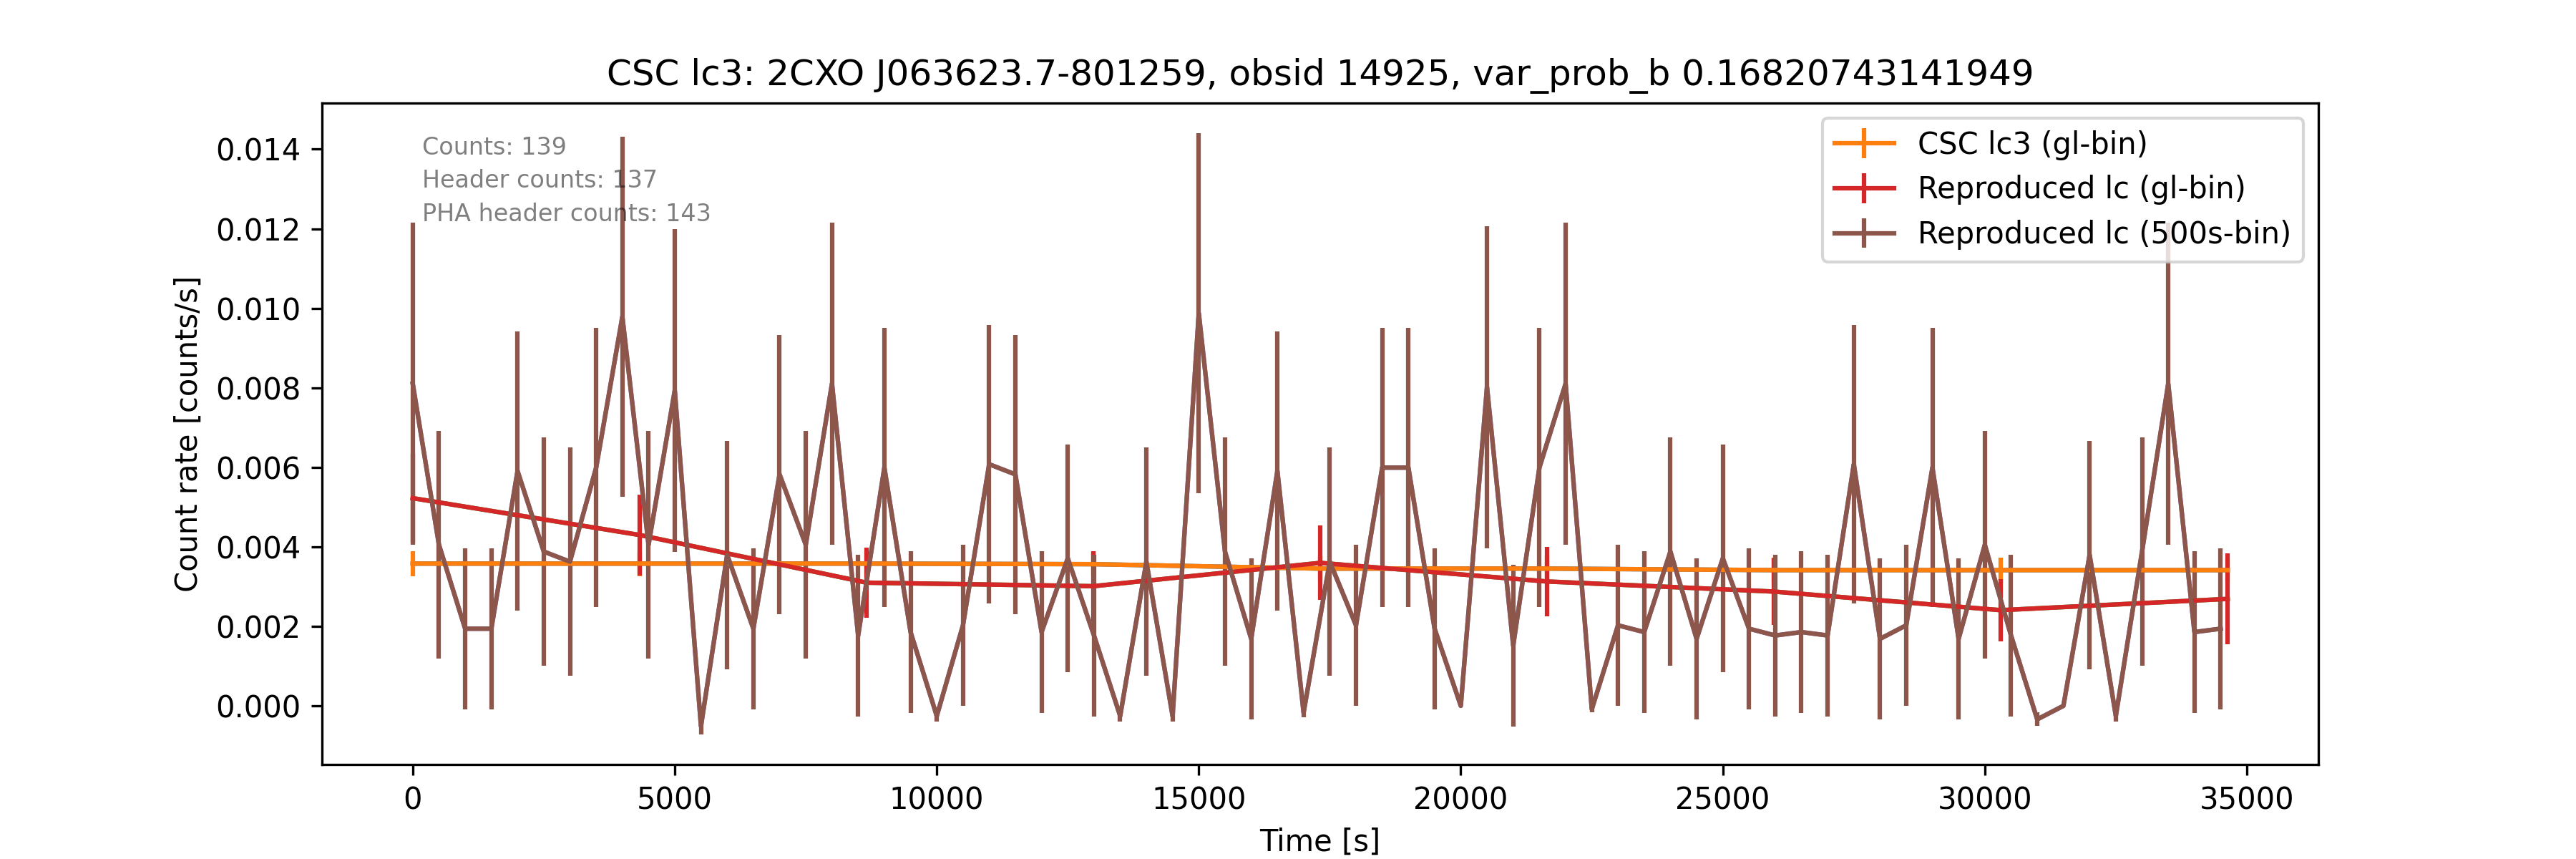 CSC lc3: 2CXO J063623.7-801259, obsid 14925, var_prob_b 0.16820743141949
Counts: 139
Header counts: 137
PHA header counts: 143
CSC lc3 (gl-bin)
Reproduced lc (gl-bin)
Reproduced lc (500s-bin)
Count rate [counts/s]
0.014
0.012
0.010
0.008
0.006
0.004
0.002
0.000
0 5000 10000 15000 20000 25000 30000 35000
Time [s]